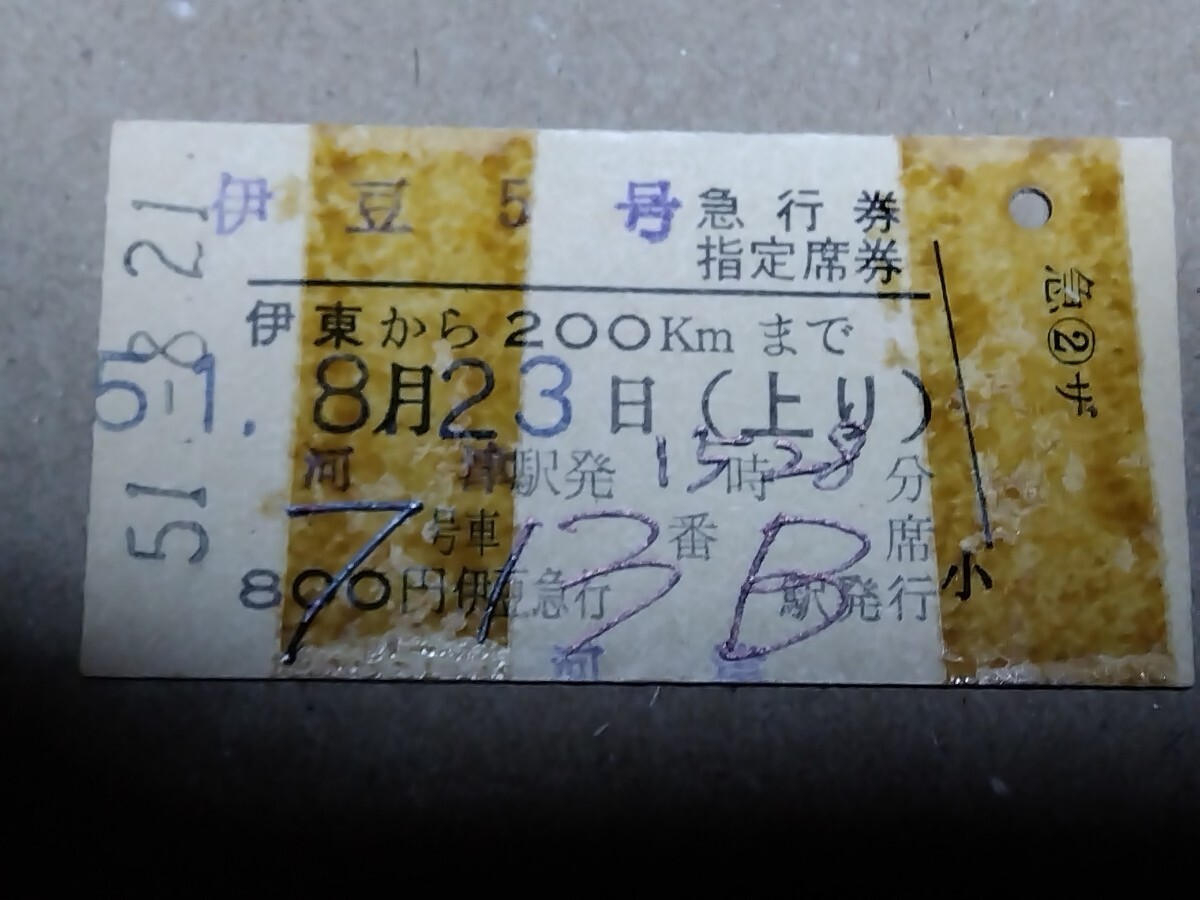 伊豆5号 急行券
指定席券
伊東から200Kmまで
51.8月23日(上り)
河津駅発15時28分
7号車13番B席
800円伊豆急行 駅発行
河津
小
急②ザ
51-8 21